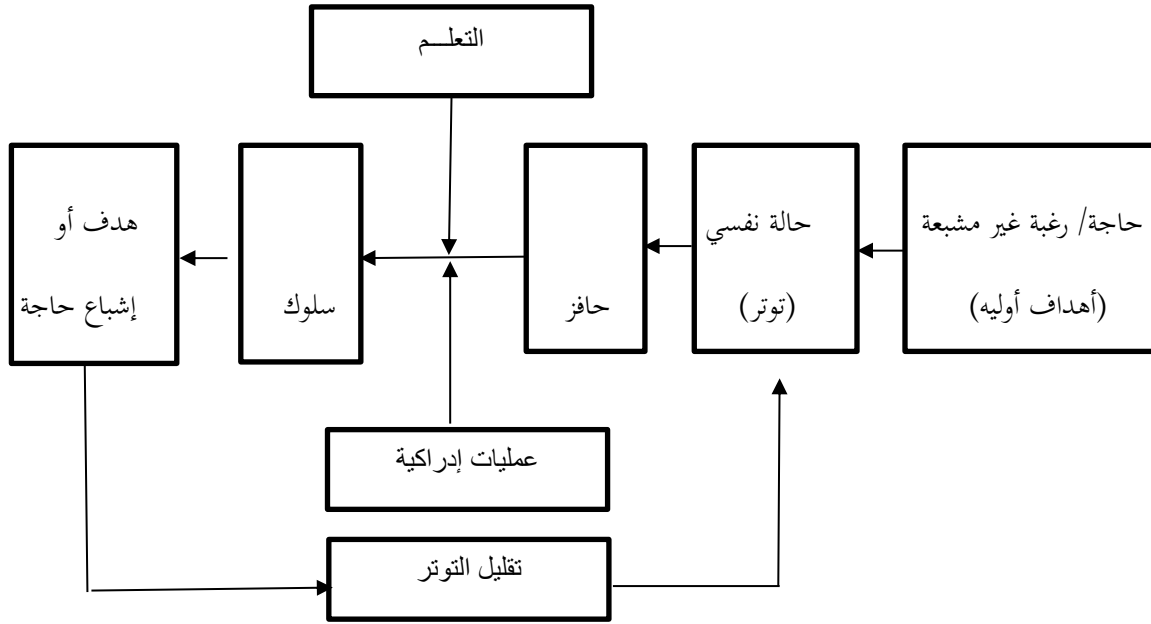 التعلـــم
حاجة/ رغبة غير مشبعة
(أهداف أوليه)
حالة نفسي
(توتر)
حافز
سلوك
هدف أو
إشباع حاجة
عمليات إدراكية
تقليل التوتر